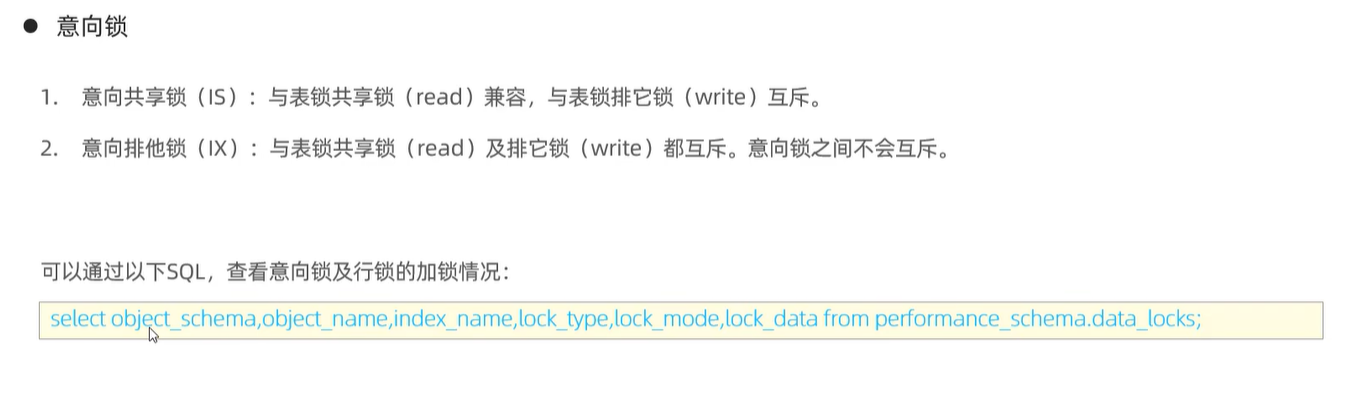 ● 意向锁
1. 意向共享锁（IS）：与表锁共享锁（read）兼容，与表锁排它锁（write）互斥。
2. 意向排他锁（IX）：与表锁共享锁（read）及排它锁（write）都互斥。意向锁之间不会互斥。
可以通过以下SQL，查看意向锁及行锁的加锁情况：
select object_schema,object_name,index_name,lock_type,lock_mode,lock_data from performance_schema.data_locks;